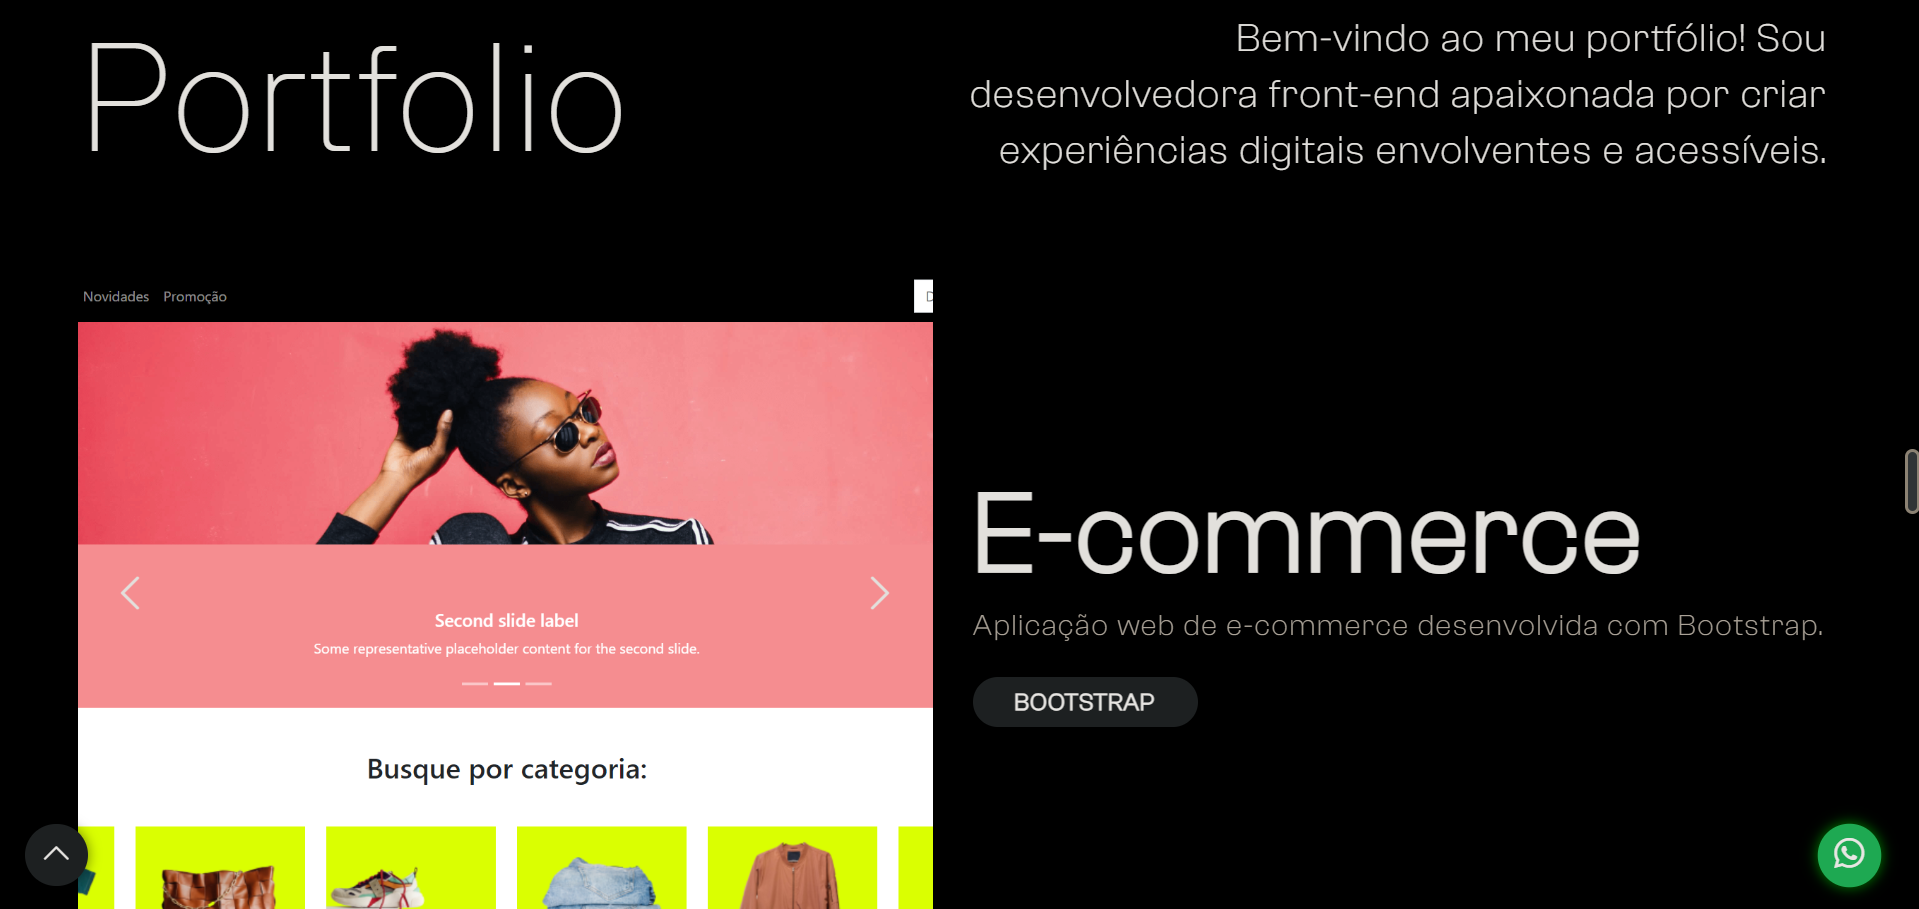 Portfolio
Bem-vindo ao meu portfólio! Sou
desenvolvedora front-end apaixonada por criar
experiências digitais envolventes e acessíveis.
Novidades Promoção
Second slide label
Some representative placeholder content for the second slide.
Busque por categoria:
E-commerce
Aplicação web de e-commerce desenvolvida com Bootstrap.
BOOTSTRAP